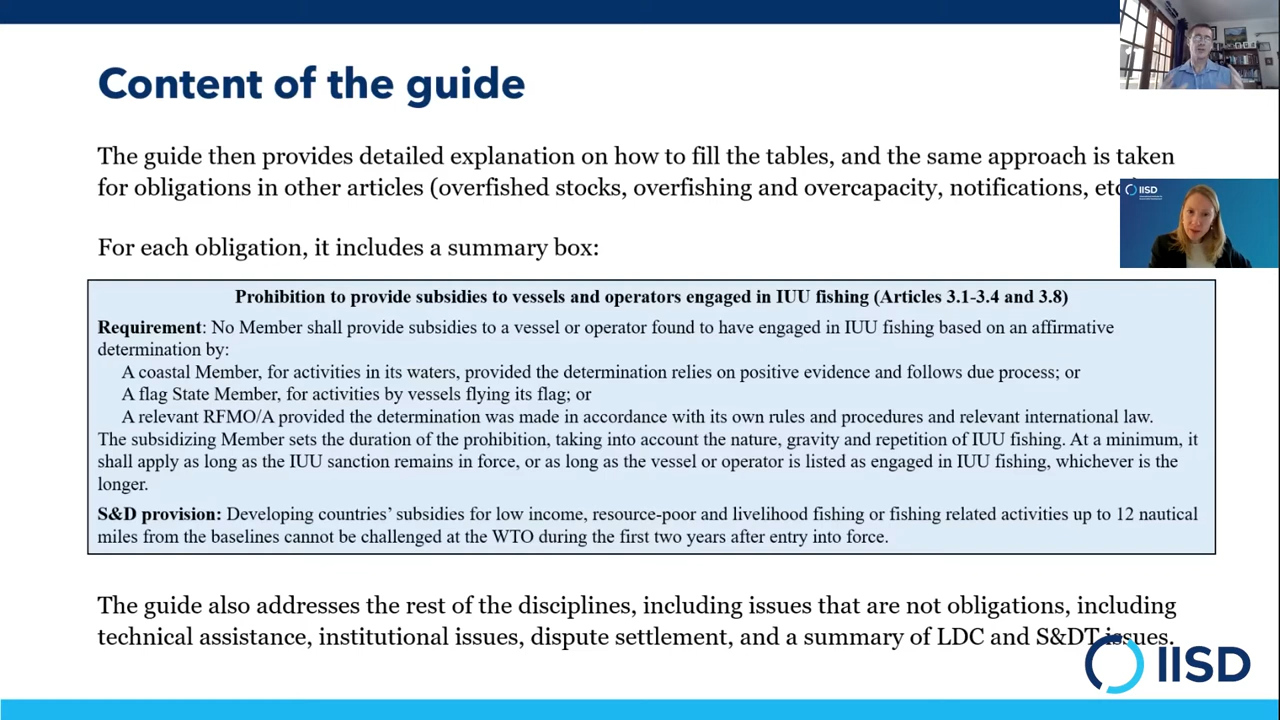 Content of the guide
The guide then provides detailed explanation on how to fill the tables, and the same approach is taken
for obligations in other articles (overfished stocks, overfishing and overcapacity, notifications, etc
For each obligation, it includes a summary box:
Prohibition to provide subsidies to vessels and operators engaged in IUU fishing (Articles 3.1-3.4 and 3.8)
Requirement: No Member shall provide subsidies to a vessel or operator found to have engaged in IUU fishing based on an affirmative
determination by:
A coastal Member, for activities in its waters, provided the determination relies on positive evidence and follows due process; or
A flag State Member, for activities by vessels flying its flag; or
A relevant RFMO/A provided the determination was made in accordance with its own rules and procedures and relevant international law.
The subsidizing Member sets the duration of the prohibition, taking into account the nature, gravity and repetition of IUU fishing. At a minimum, it
shall apply as long as the IUU sanction remains in force, or as long as the vessel or operator is listed as engaged in IUU fishing, whichever is the
longer.
S&D provision: Developing countries' subsidies for low income, resource-poor and livelihood fishing or fishing related activities up to 12 nautical
miles from the baselines cannot be challenged at the WTO during the first two years after entry into force.
The guide also addresses the rest of the disciplines, including issues that are not obligations, including
technical assistance, institutional issues, dispute settlement, and a summary of LDC and S&DT issues.
IISD
IISD